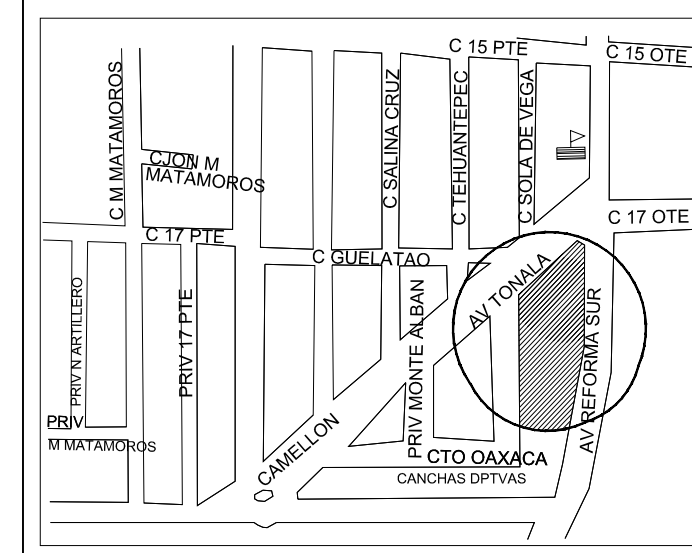 C 15 PTE
C 15 OTE
C M MATAMOROS
CJON M
MATAMOROS
C SALINA CRUZ
C TEHUANTEPEC
C SOLA DE VEGA
C 17 PTE
C 17 OTE
C GUELATAO
AV TONALA
PRIV N ARTILLERO
PRIV 17 PTE
PRIV MONTE ALBAN
AV REFORMA SUR
PRIV
M MATAMOROS
CAMELLON
CTO OAXACA
CANCHAS DPTVAS